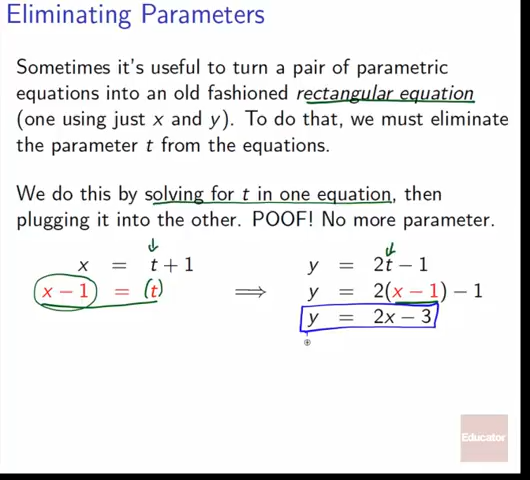 Eliminating Parameters
Sometimes it's useful to turn a pair of parametric
equations into an old fashioned rectangular equation
(one using just x and y). To do that, we must eliminate
the parameter t from the equations.
We do this by solving for t in one equation, then
plugging it into the other. POOF! No more parameter.
x = t + 1 y = 2t − 1
x − 1 = (t) ⟹ y = 2(x − 1) − 1
y = 2x − 3
Educator